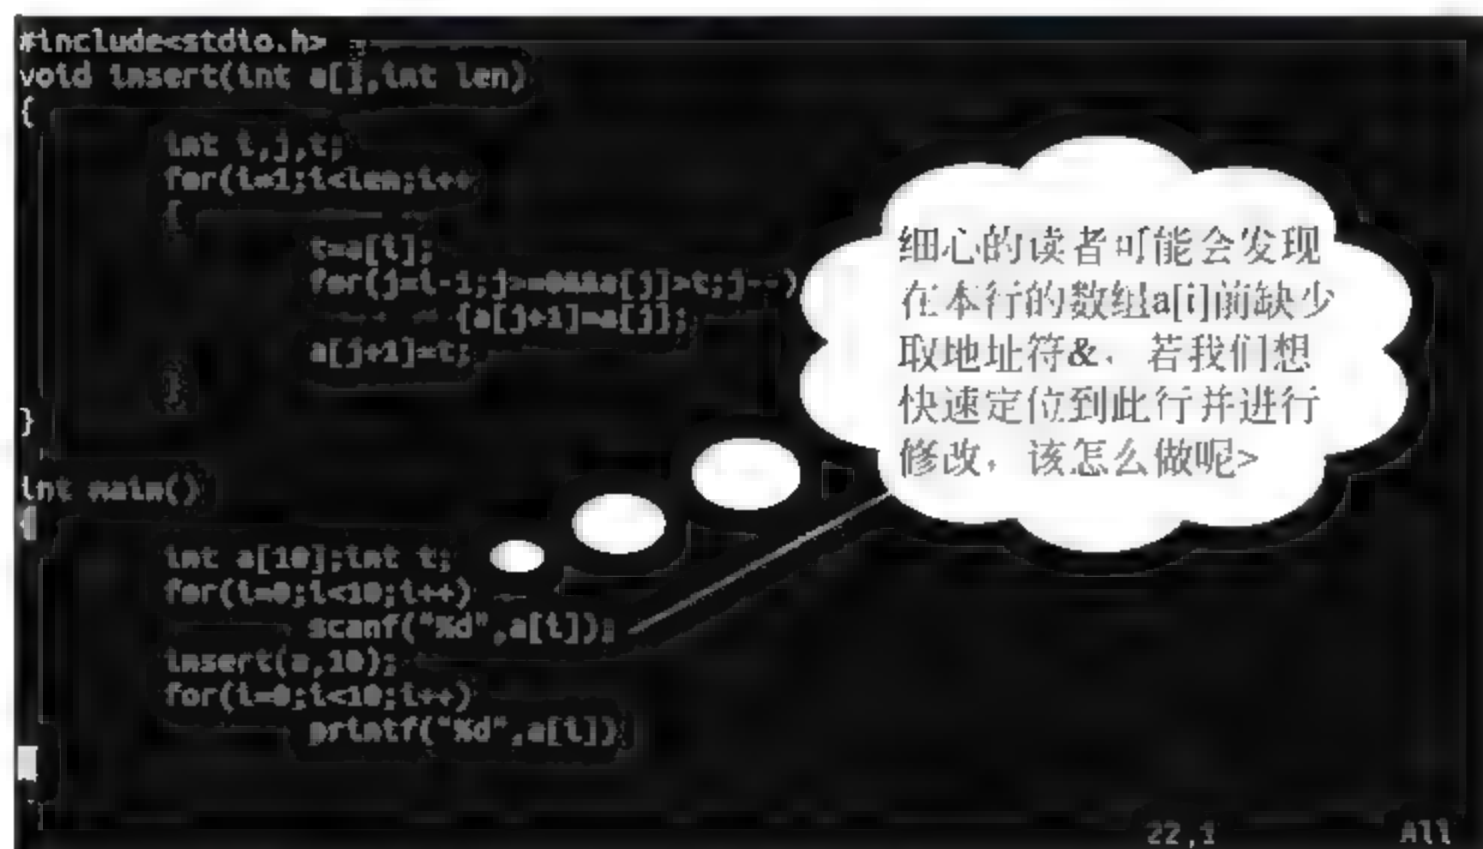 #include<stdio.h>
void insert(int a[],int len)
{
int i,j,t;
for(i=1;i<len;i++
{
t=a[i];
for(j=i-1;j>=0&&a[j]>t;j--)
{a[j+1]=a[j];
a[j+1]=t;
}
}
int main()
{
int a[10];int t;
for(i=0;i<10;i++)
scanf("%d",a[i]);
insert(a,10);
for(i=0;i<10;i++)
printf("%d",a[i])
}
细心的读者可能会发现
在本行的数组a[i]前缺少
取地址符&，若我们想
快速定位到此行并进行
修改，该怎么做呢>
22,1 All